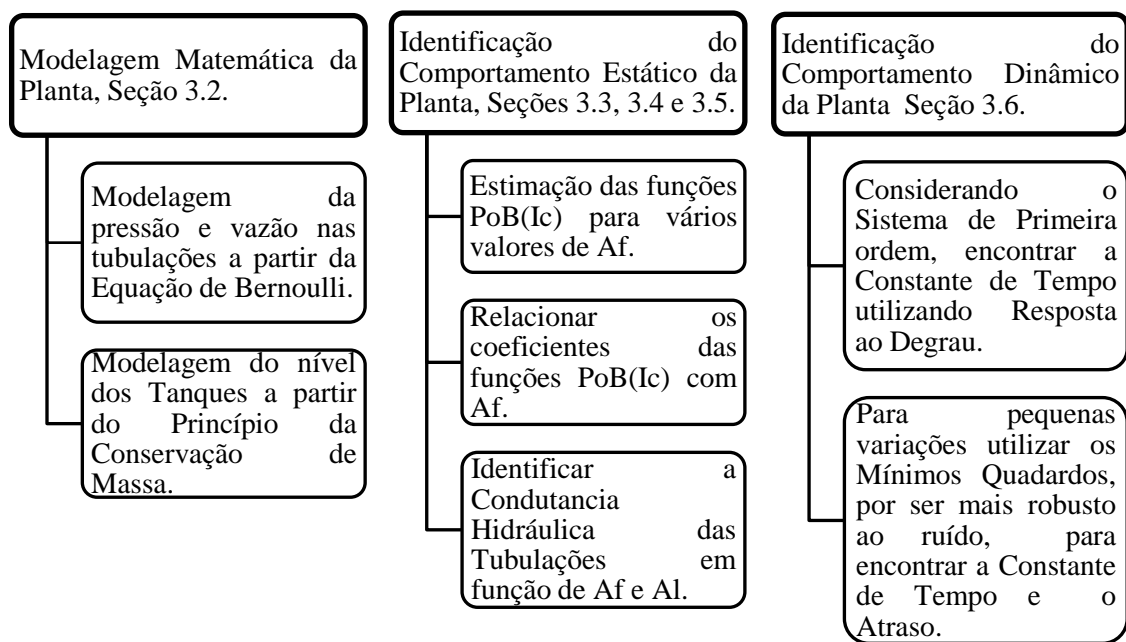 Modelagem Matemática da
Planta, Seção 3.2.
Modelagem da
pressão e vazão nas
tubulações a partir da
Equação de Bernoulli.
Modelagem do nível
dos Tanques a partir
do Princípio da
Conservação de
Massa.
Identificação do
Comportamento Estático da
Planta, Seções 3.3, 3.4 e 3.5.
Estimação das funções
PoB(Ic) para vários
valores de Af.
Relacionar os
coeficientes das
funções PoB(Ic) com
Af.
Identificar a
Condutancia
Hidráulica das
Tubulações em
função de Af e Al.
Identificação do
Comportamento Dinâmico
da Planta Seção 3.6.
Considerando o
Sistema de Primeira
ordem, encontrar a
Constante de Tempo
utilizando Resposta
ao Degrau.
Para pequenas
variações utilizar os
Mínimos Quadardos,
por ser mais robusto
ao ruído, para
encontrar a Constante
de Tempo e o
Atraso.